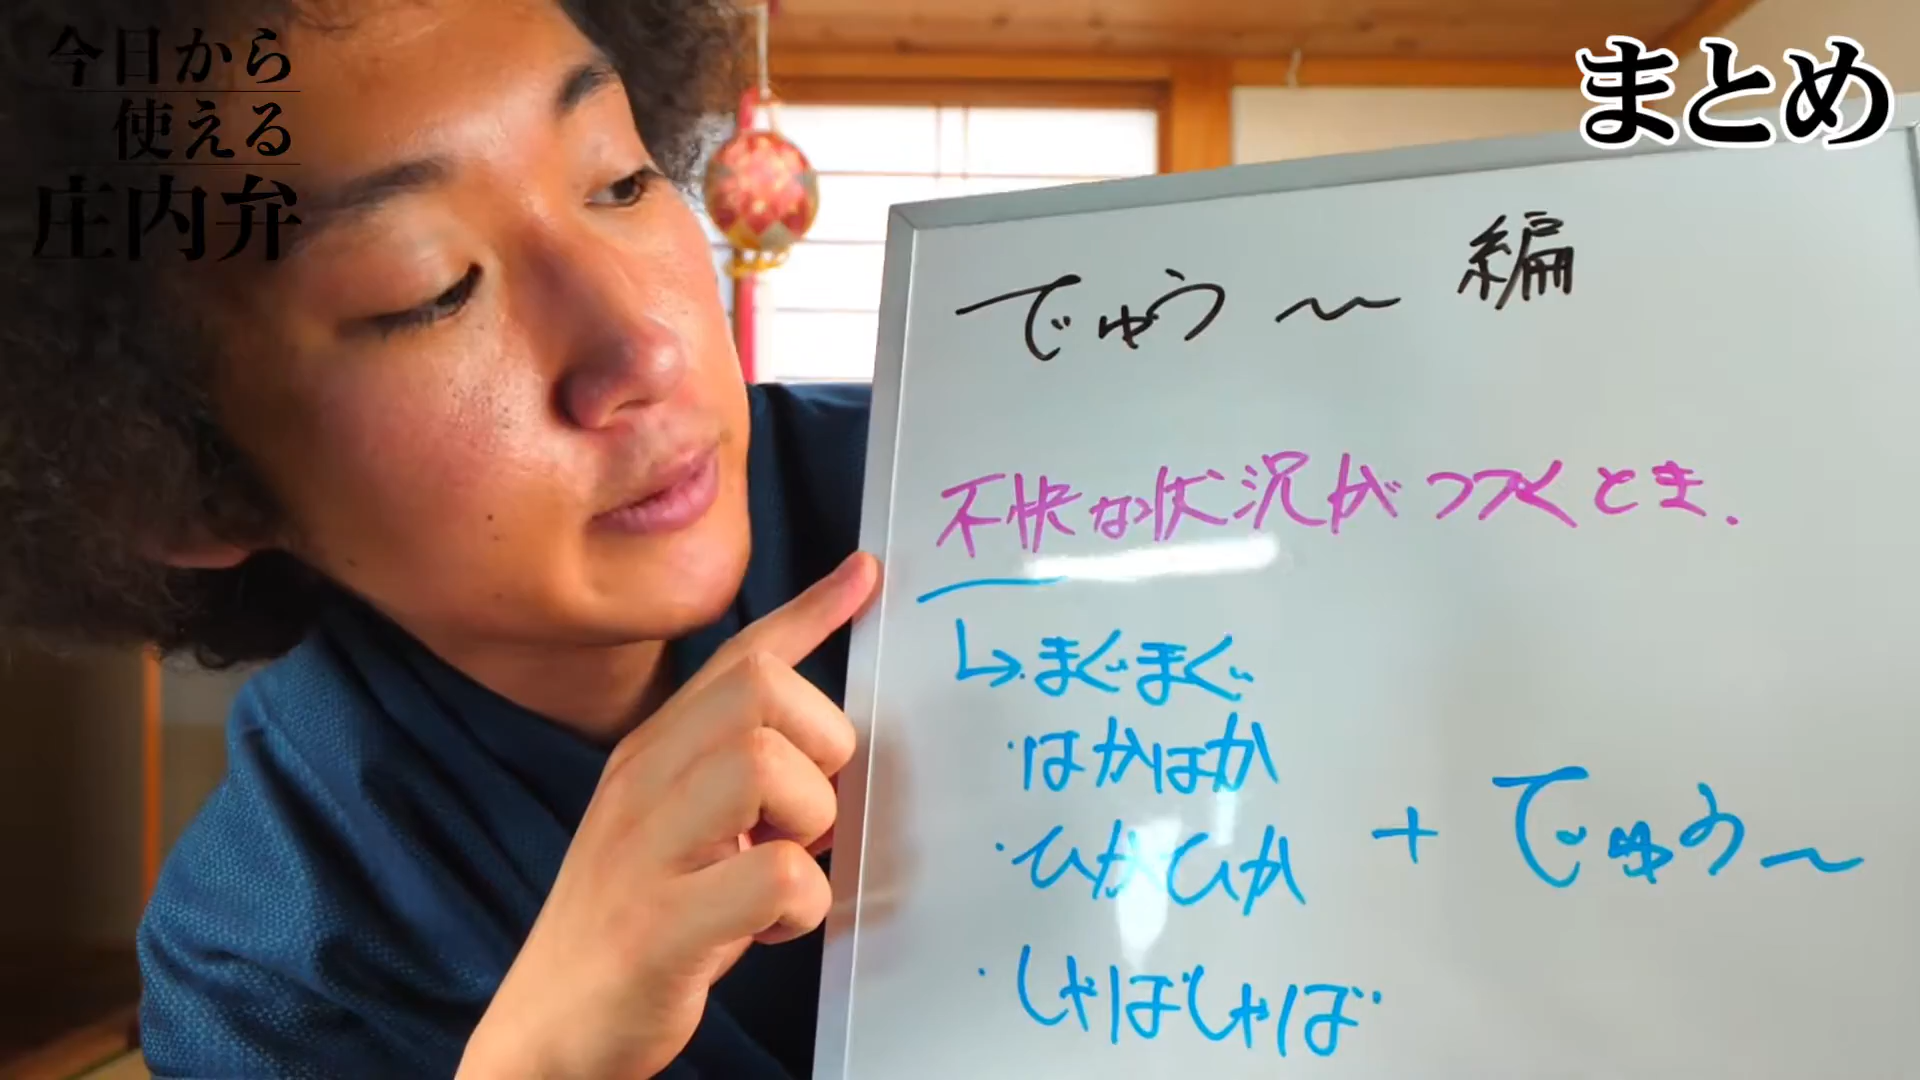 今日から
使える
庄内弁
まとめ
でゅう〜編
不快な状況がつづくとき.
↳・まぐまぐ
・はかはか
・ひかひか + でゅう〜
・しゃばしゃば